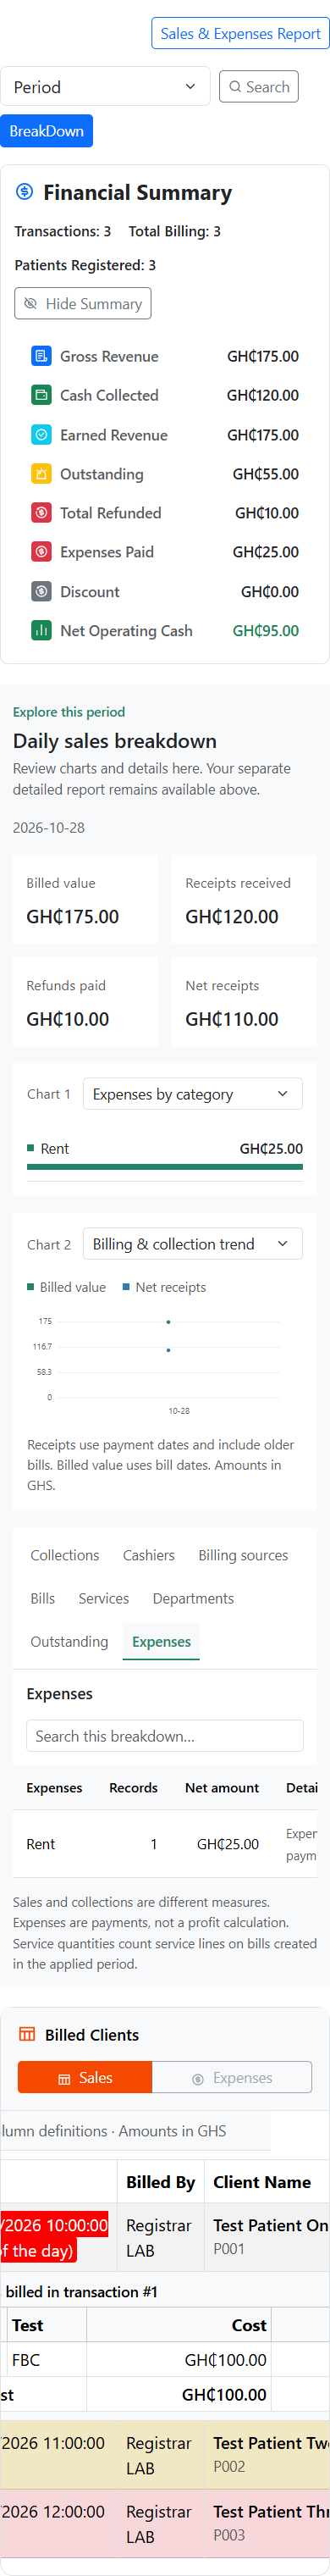 Sales & Expenses Report
Period
Search
BreakDown
Financial Summary
Transactions: 3 Total Billing: 3
Patients Registered: 3
Hide Summary
Gross Revenue GH₵175.00
Cash Collected GH₵120.00
Earned Revenue GH₵175.00
Outstanding GH₵55.00
Total Refunded GH₵10.00
Expenses Paid GH₵25.00
Discount GH₵0.00
Net Operating Cash GH₵95.00
Explore this period
Daily sales breakdown
Review charts and details here. Your separate
detailed report remains available above.
2026-10-28
Billed value Receipts received
GH₵175.00 GH₵120.00
Refunds paid Net receipts
GH₵10.00 GH₵110.00
Chart 1 Expenses by category
Rent GH₵25.00
Chart 2 Billing & collection trend
Billed value Net receipts
175
116.7
58.3
0
10-28
Receipts use payment dates and include older
bills. Billed value uses bill dates. Amounts in
GHS.
Collections Cashiers Billing sources
Bills Services Departments
Outstanding Expenses
Expenses
Search this breakdown...
Expenses Records Net amount Detai
Rent 1 GH₵25.00 Expen
paym
Sales and collections are different measures.
Expenses are payments, not a profit calculation.
Service quantities count service lines on bills created
in the applied period.
Billed Clients
Sales Expenses
lumn definitions · Amounts in GHS
Billed By Client Name
/2026 10:00:00 Registrar Test Patient On
of the day) LAB P001
billed in transaction #1
Test Cost
FBC GH₵100.00
st GH₵100.00
2026 11:00:00 Registrar Test Patient Tw
LAB P002
2026 12:00:00 Registrar Test Patient Thr
LAB P003